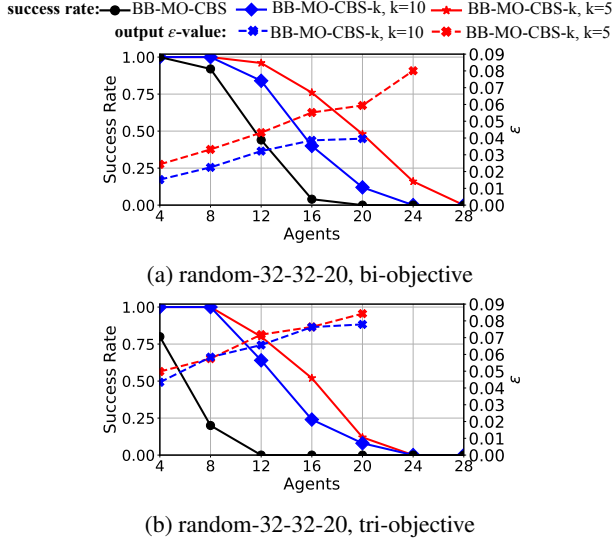 success rate: BB-MO-CBS BB-MO-CBS-k, k=10 BB-MO-CBS-k, k=5
output ε-value: BB-MO-CBS-k, k=10 BB-MO-CBS-k, k=5
1.00 0.09
0.08
0.75 0.07
0.06
0.50 0.05
0.04
0.25 0.03
0.02
0.01
0.00 0.00
Success Rate
ε
4 8 12 16 20 24 28
Agents
(a) random-32-32-20, bi-objective
1.00 0.09
0.08
0.75 0.07
0.06
0.50 0.05
0.04
0.25 0.03
0.02
0.01
0.00 0.00
Success Rate
ε
4 8 12 16 20 24 28
Agents
(b) random-32-32-20, tri-objective